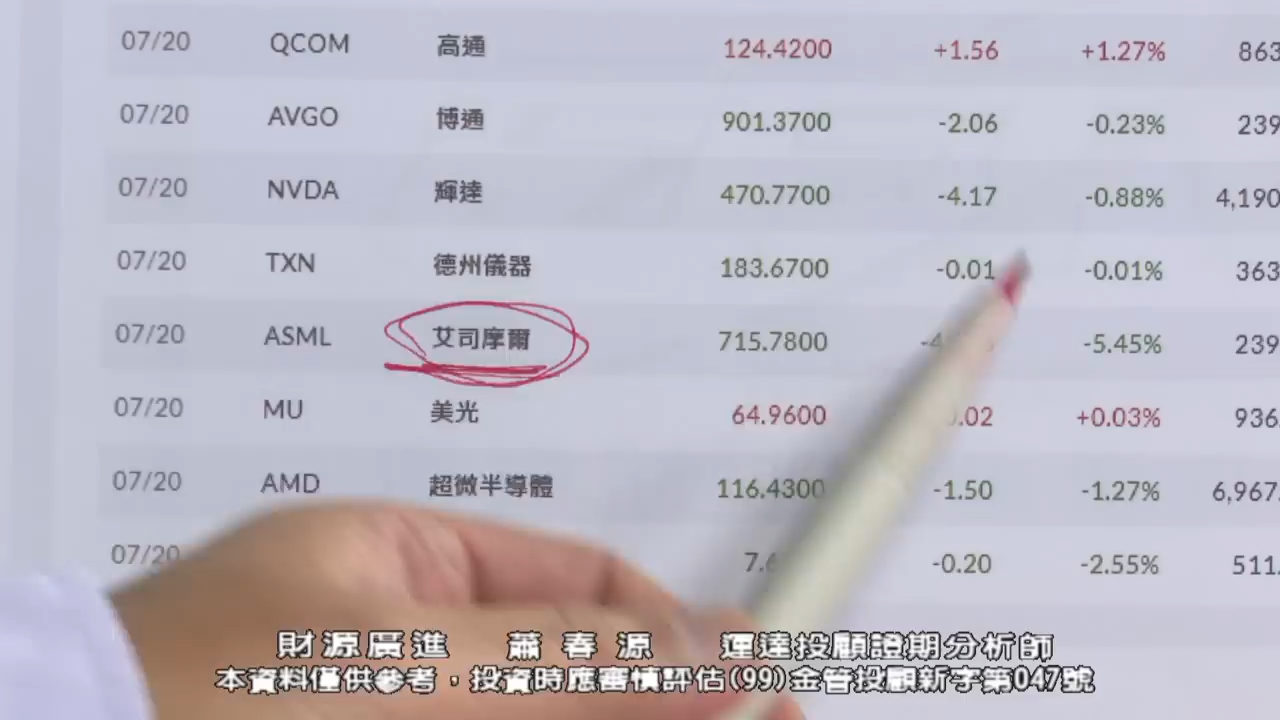 07/20 QCOM 高通 124.4200 +1.56 +1.27% 863
07/20 AVGO 博通 901.3700 -2.06 -0.23% 239
07/20 NVDA 輝達 470.7700 -4.17 -0.88% 4,190
07/20 TXN 德州儀器 183.6700 -0.01 -0.01% 363
07/20 ASML 艾司摩爾 715.7800 -5.45% 239
07/20 MU 美光 64.9600 .02 +0.03% 936.
07/20 AMD 超微半導體 116.4300 -1.50 -1.27% 6,967.
07/20 7. -0.20 -2.55% 511.
財源廣進 蕭春源 運達投顧證期分析師
本資料僅供參考，投資時應審慎評估(99)金管投顧新字第047號